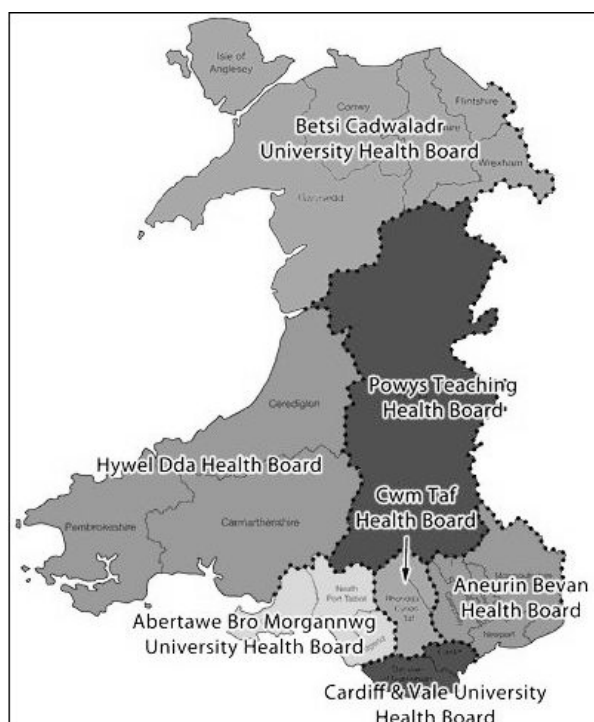 Isle of
Anglesey
Conwy
Flintshire
Betsi Cadwaladr
University Health Board
Wrexham
Gwynedd
Powys Teaching
Health Board
Ceredigion
Hywel Dda Health Board
Cwm Taf
Health Board
Pembrokeshire
Carmarthenshire
Neath
Port Talbot
Rhondda
Cynon
Taf
Aneurin Bevan
Health Board
Abertawe Bro Morgannwg
University Health Board
Newport
Cardiff & Vale University
Health Board